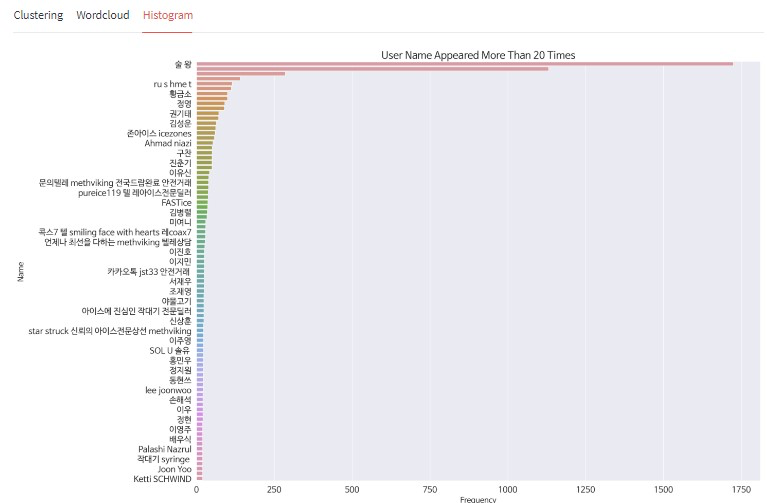 Clustering Wordcloud Histogram
User Name Appeared More Than 20 Times
술 왕
ru s hme t
황금소
정명
권기태
김성운
존아이스 icezones
Ahmad niazi
구찬
진춘기
이유신
문의텔레 methviking 전국드랍완료 안전거래
pureice119 텔 레아이스전문딜러
FASTice
김병렬
미여니
콕스7 텔 smiling face with hearts 레coax7
언제나 최선을 다하는 methviking 텔레상담
이진호
이지민
카카오톡 jst33 안전거래
서재우
조재영
야물고기
아이스에 진심인 작대기 전문딜러
신상훈
star struck 신뢰의 아이스전문상선 methviking
이주영
SOL U 솔유
홍민우
정지원
동현쓰
lee joonwoo
손해석
이우
정현
이영주
배우식
Palashi Nazrul
작대기 syringe
Joon Yoo
Ketti SCHWIND
Name
0 250 500 750 1000 1250 1500 1750
Frequency